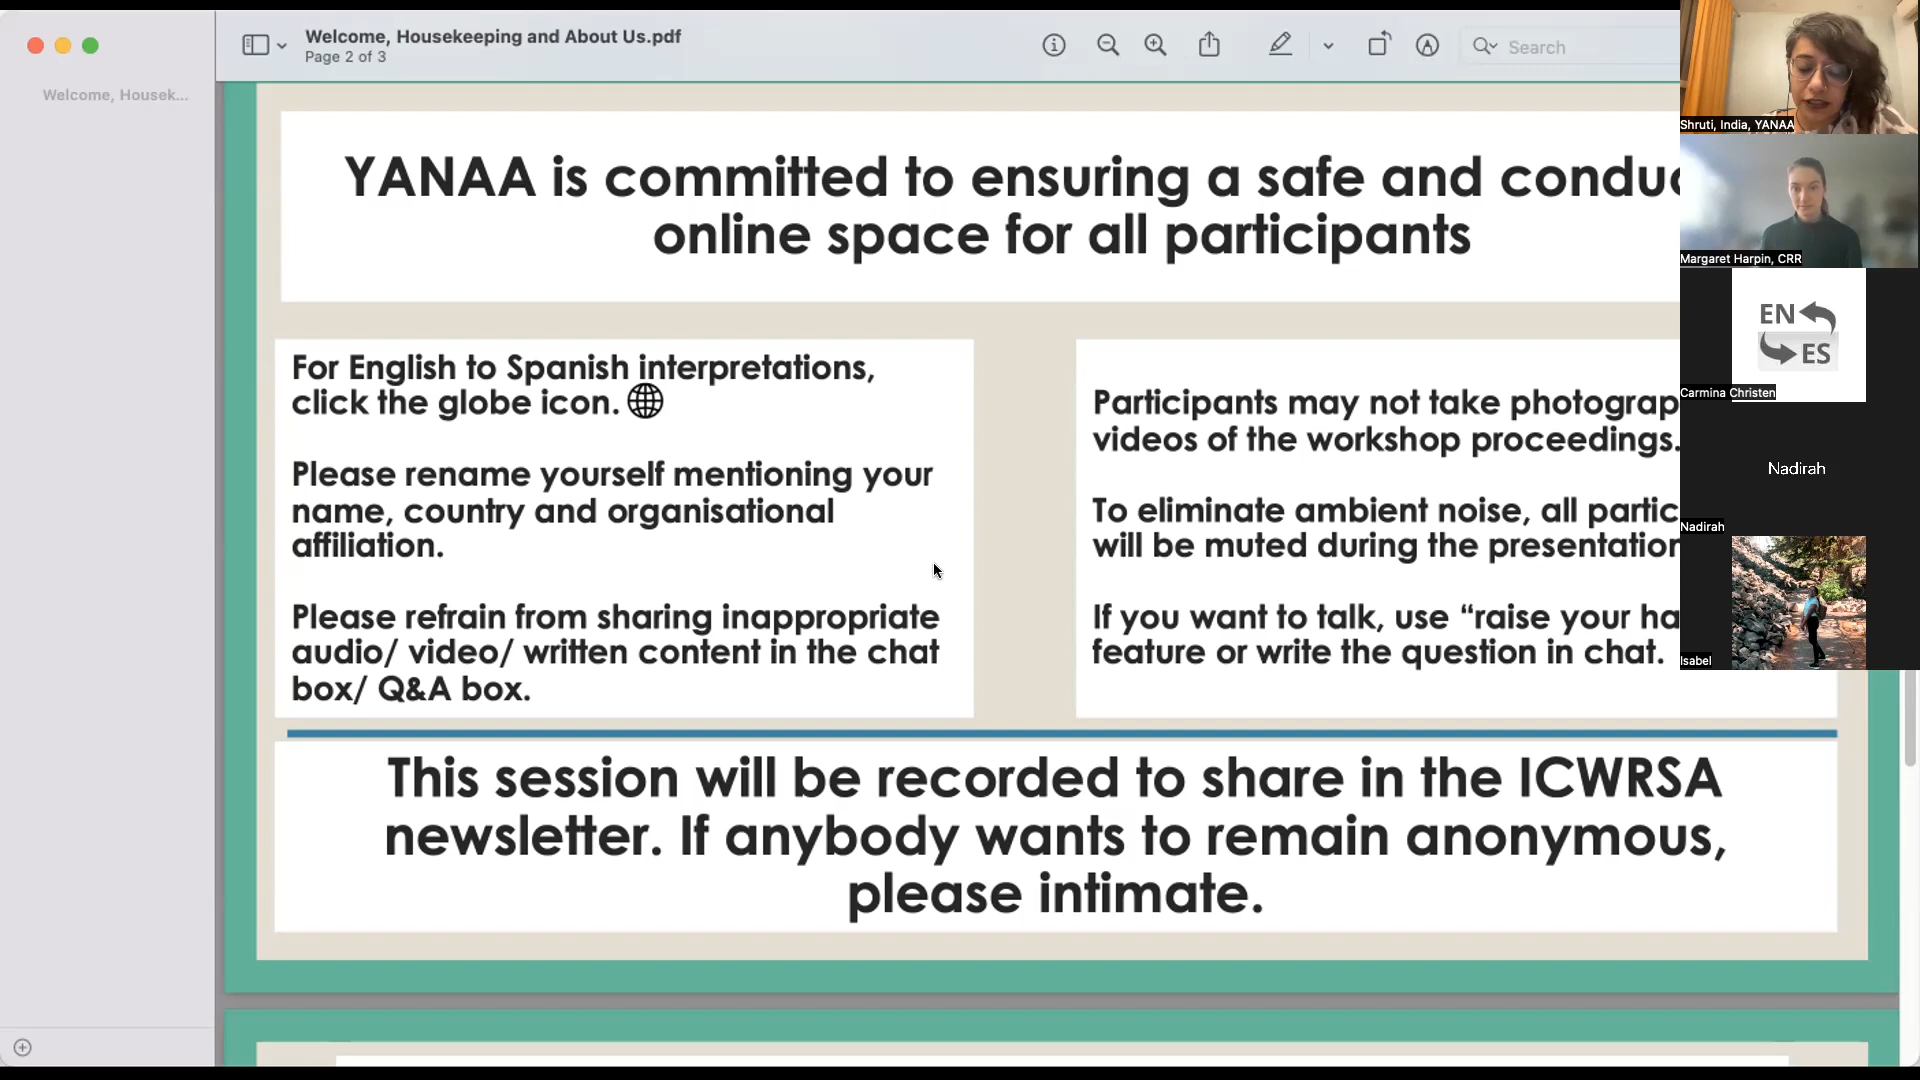 Welcome, Housekeeping and About Us.pdf
Page 2 of 3
Search
Welcome, Housek...
YANAA is committed to ensuring a safe and conduc
online space for all participants
For English to Spanish interpretations,
click the globe icon.
Please rename yourself mentioning your
name, country and organisational
affiliation.
Please refrain from sharing inappropriate
audio/ video/ written content in the chat
box/ Q&A box.
Participants may not take photograp
videos of the workshop proceedings.
To eliminate ambient noise, all partic
will be muted during the presentation
If you want to talk, use “raise your ha
feature or write the question in chat.
This session will be recorded to share in the ICWRSA
newsletter. If anybody wants to remain anonymous,
please intimate.
Shruti, India, YANAA
Margaret Harpin, CRR
EN
ES
Carmina Christen
Nadirah
Nadirah
Isabel